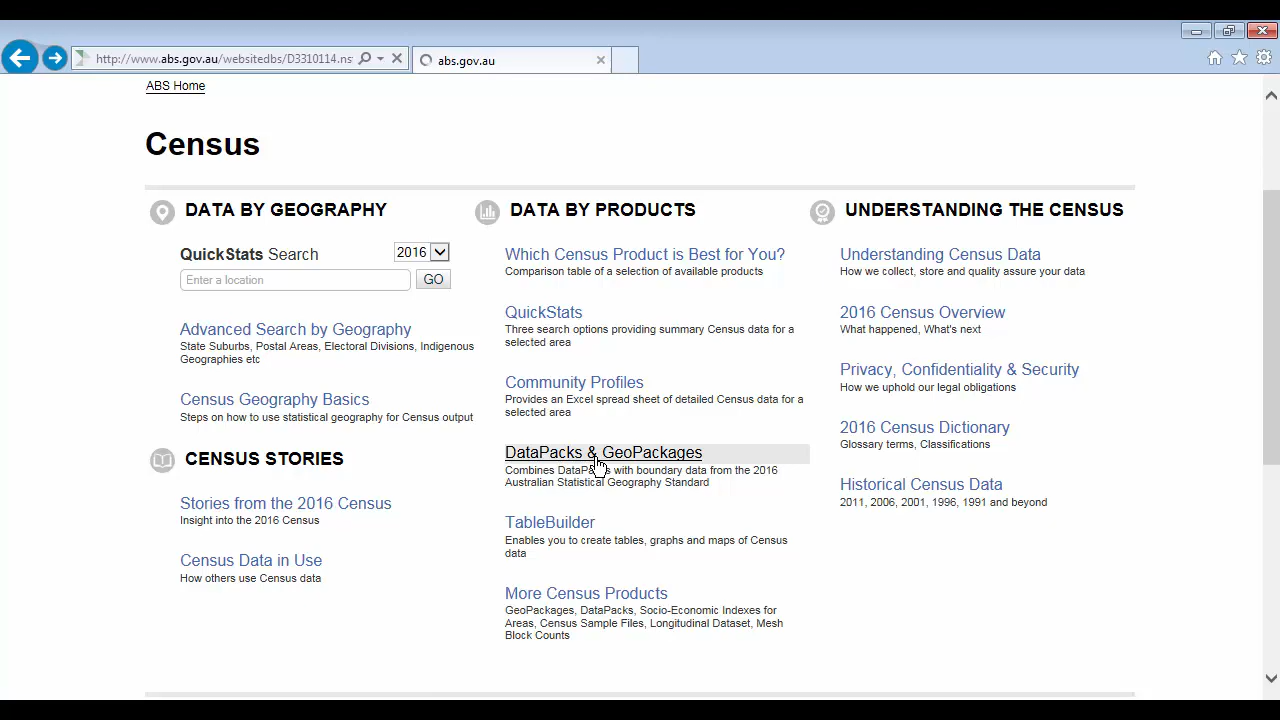 http://www.abs.gov.au/websitedbs/D3310114.ns
abs.gov.au
ABS Home
Census
DATA BY GEOGRAPHY
QuickStats Search
2016
Enter a location
GO
Advanced Search by Geography
State Suburbs, Postal Areas, Electoral Divisions, Indigenous
Geographies etc
Census Geography Basics
Steps on how to use statistical geography for Census output
CENSUS STORIES
Stories from the 2016 Census
Insight into the 2016 Census
Census Data in Use
How others use Census data
DATA BY PRODUCTS
Which Census Product is Best for You?
Comparison table of a selection of available products
QuickStats
Three search options providing summary Census data for a
selected area
Community Profiles
Provides an Excel spread sheet of detailed Census data for a
selected area
DataPacks & GeoPackages
Combines DataPacks with boundary data from the 2016
Australian Statistical Geography Standard
TableBuilder
Enables you to create tables, graphs and maps of Census
data
More Census Products
GeoPackages, DataPacks, Socio-Economic Indexes for
Areas, Census Sample Files, Longitudinal Dataset, Mesh
Block Counts
UNDERSTANDING THE CENSUS
Understanding Census Data
How we collect, store and quality assure your data
2016 Census Overview
What happened, What's next
Privacy, Confidentiality & Security
How we uphold our legal obligations
2016 Census Dictionary
Glossary terms, Classifications
Historical Census Data
2011, 2006, 2001, 1996, 1991 and beyond